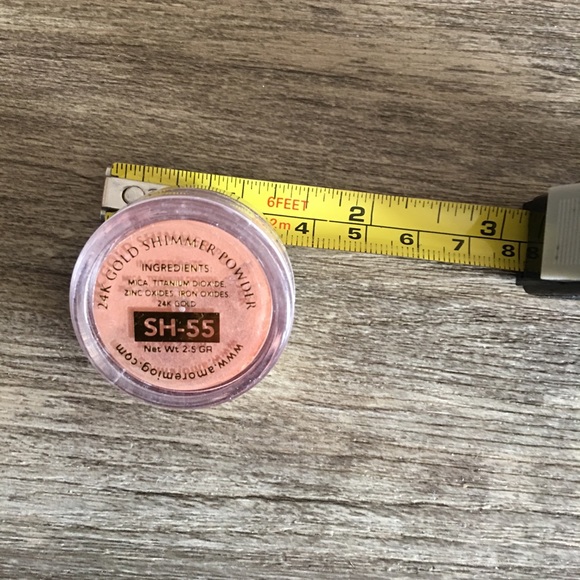 6FEET
2m
2
3
4
5
6
7
8
24K GOLD SHIMMER POWDER
INGREDIENTS:
MICA, TITANIUM DIOXIDE,
ZINC OXIDES, IRON OXIDES,
24K GOLD
SH-55
Net Wt 2.5 GR
www.amoremio9.com